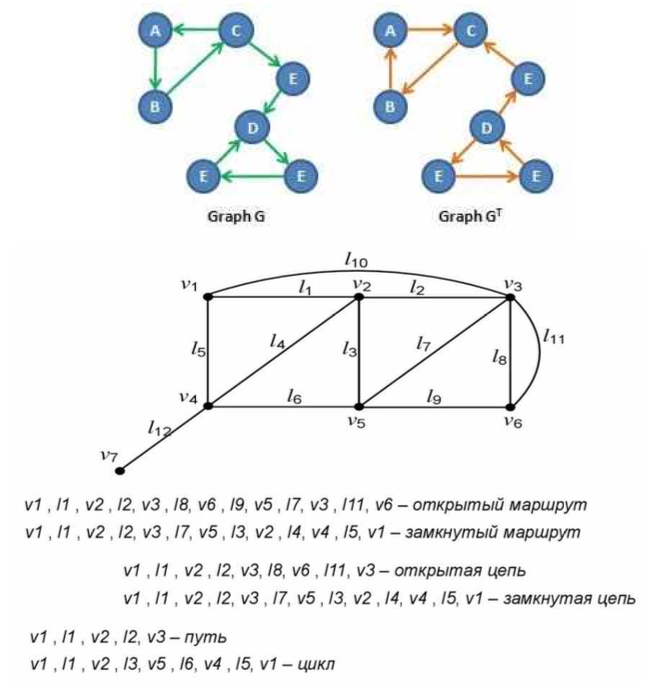 A C A C
E E
B B
D D
E E E E
Graph G Graph Gᵀ
l₁₀
v₁ l₁ v₂ l₂ v₃
l₅ l₄ l₃ l₇ l₈ l₁₁
v₄ l₆ v₅ l₉ v₆
l₁₂
v₇
v1 , l1 , v2 , l2, v3 , l8, v6 , l9, v5 , l7, v3 , l11, v6 – открытый маршрут
v1 , l1 , v2 , l2, v3 , l7, v5 , l3, v2 , l4, v4 , l5, v1 – замкнутый маршрут
v1 , l1 , v2 , l2, v3, l8, v6 , l11, v3 – открытая цепь
v1 , l1 , v2 , l2, v3 , l7, v5 , l3, v2 , l4, v4 , l5, v1 – замкнутая цепь
v1 , l1 , v2 , l2, v3 – путь
v1 , l1 , v2 , l3, v5 , l6, v4 , l5, v1 – цикл